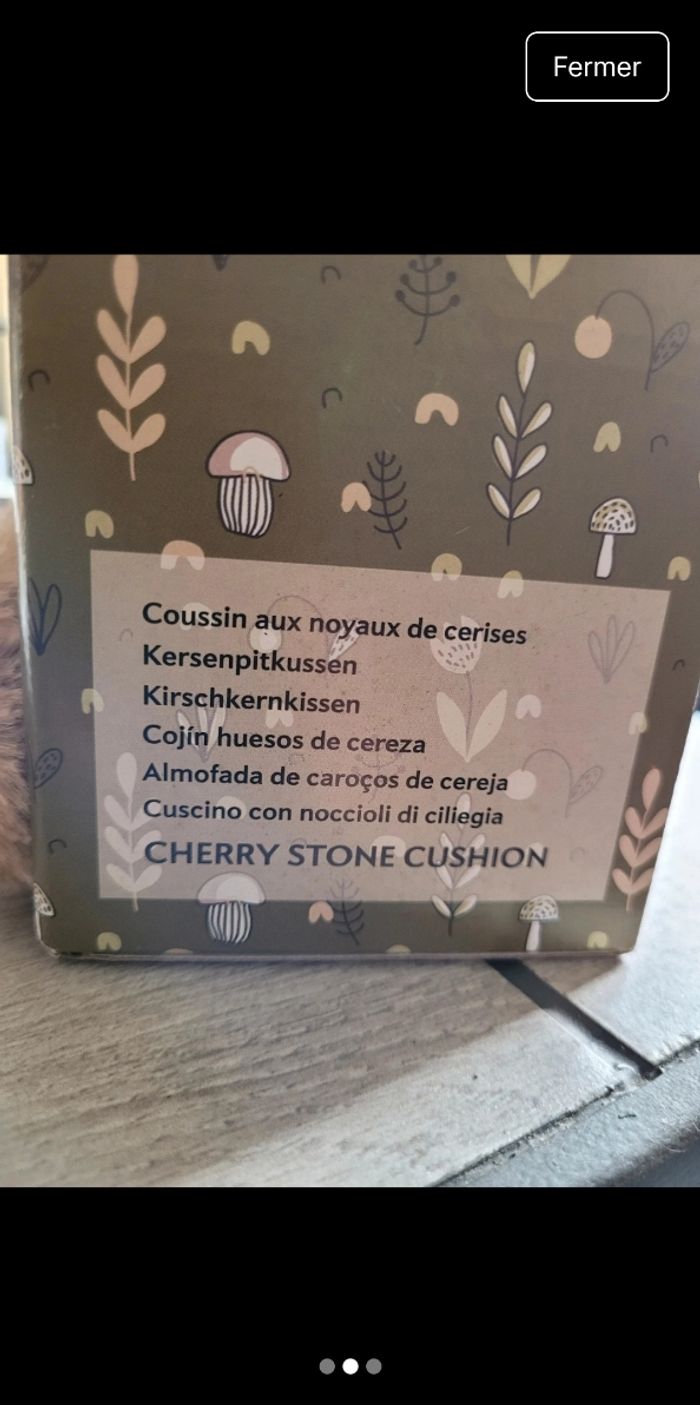 Fermer
Coussin aux noyaux de cerises
Kersenpitkussen
Kirschkernkissen
Cojín huesos de cereza
Almofada de caroços de cereja
Cuscino con noccioli di ciliegia
CHERRY STONE CUSHION